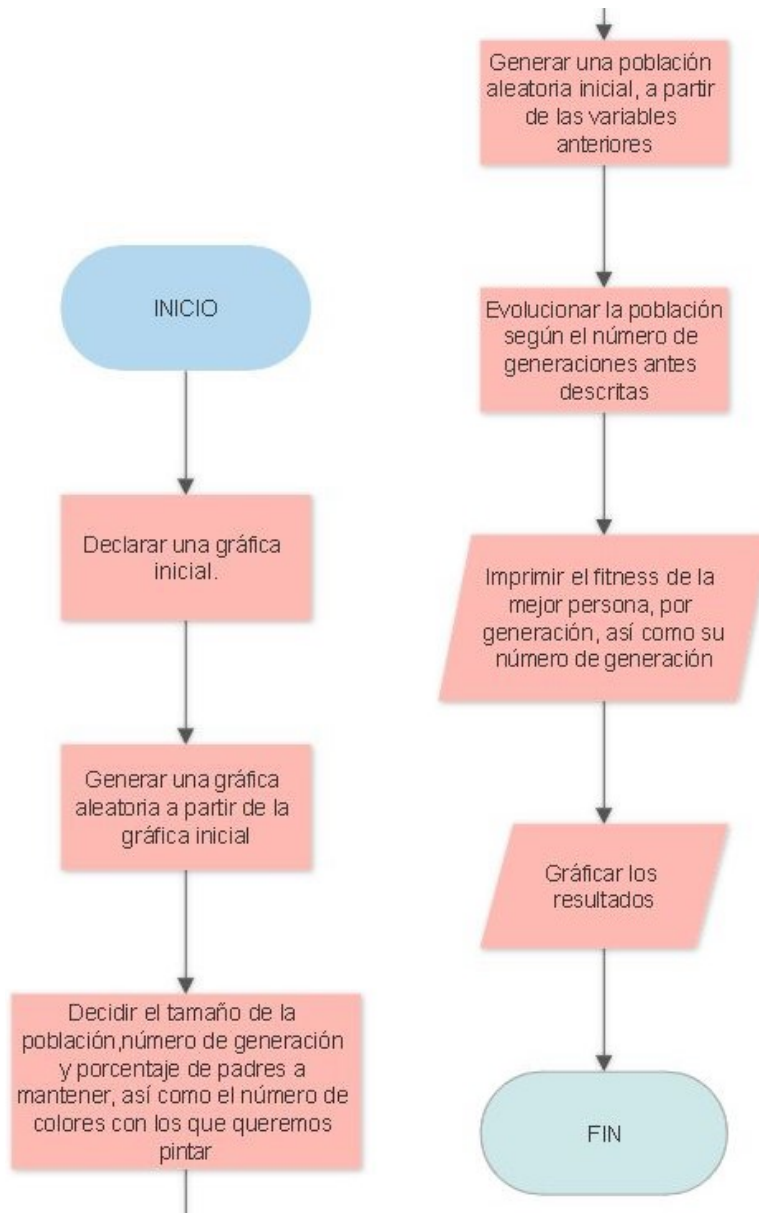 INICIO
Declarar una gráfica
inicial.
Generar una gráfica
aleatoria a partir de la
gráfica inicial
Decidir el tamaño de la
población,número de generación
y porcentaje de padres a
mantener, así como el número de
colores con los que queremos
pintar
Generar una población
aleatoria inicial, a partir
de las variables
anteriores
Evolucionar la población
según el número de
generaciones antes
descritas
Imprimir el fitness de la
mejor persona, por
generación, así como su
número de generación
Gráficar los
resultados
FIN